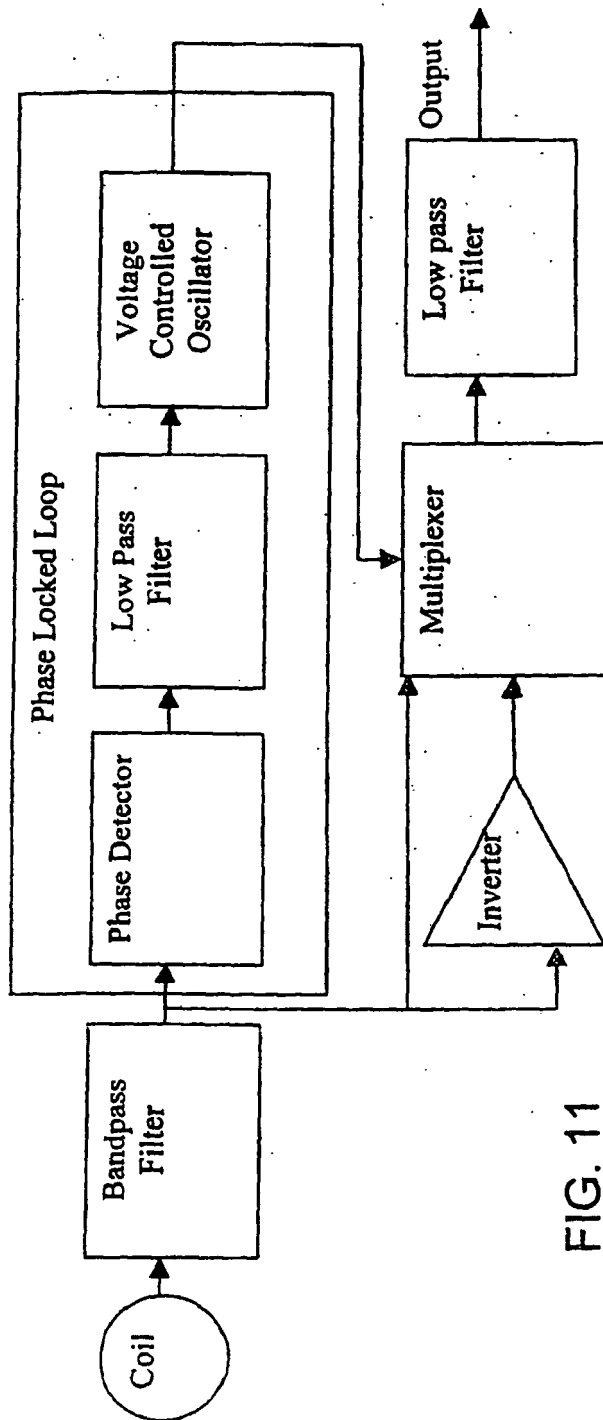 Coil
Bandpass
Filter
Phase Locked Loop
Phase Detector
Low Pass
Filter
Voltage
Controlled
Oscillator
Inverter
Multiplexer
Low pass
Filter
Output
FIG. 11